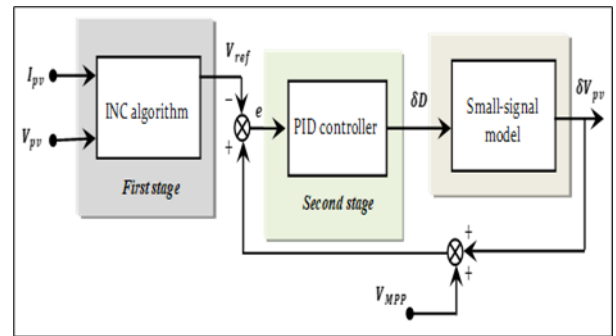 I_pv
V_pv
INC algorithm
First stage
V_ref
−
+
e
PID controller
Second stage
δD
Small-signal
model
δV_pv
+
+
V_MPP